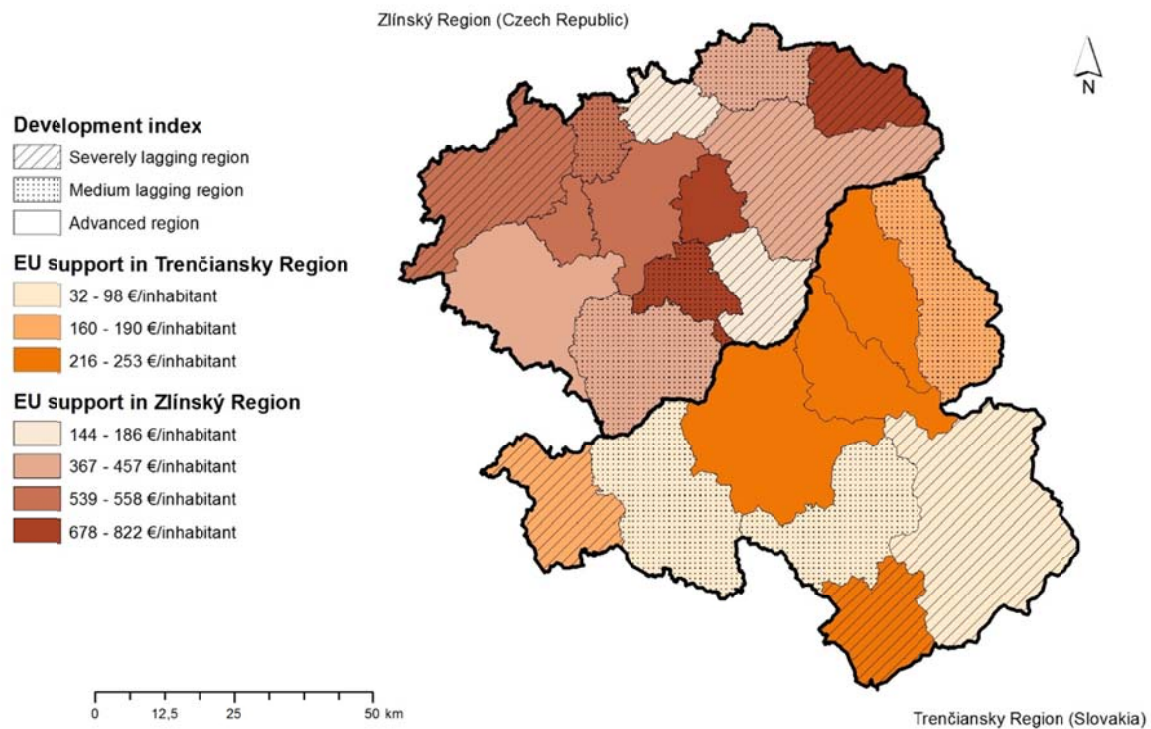 Zlínský Region (Czech Republic)
N
Development index
Severely lagging region
Medium lagging region
Advanced region
EU support in Trenčiansky Region
32 - 98 €/inhabitant
160 - 190 €/inhabitant
216 - 253 €/inhabitant
EU support in Zlínský Region
144 - 186 €/inhabitant
367 - 457 €/inhabitant
539 - 558 €/inhabitant
678 - 822 €/inhabitant
0 12,5 25 50 km
Trenčiansky Region (Slovakia)